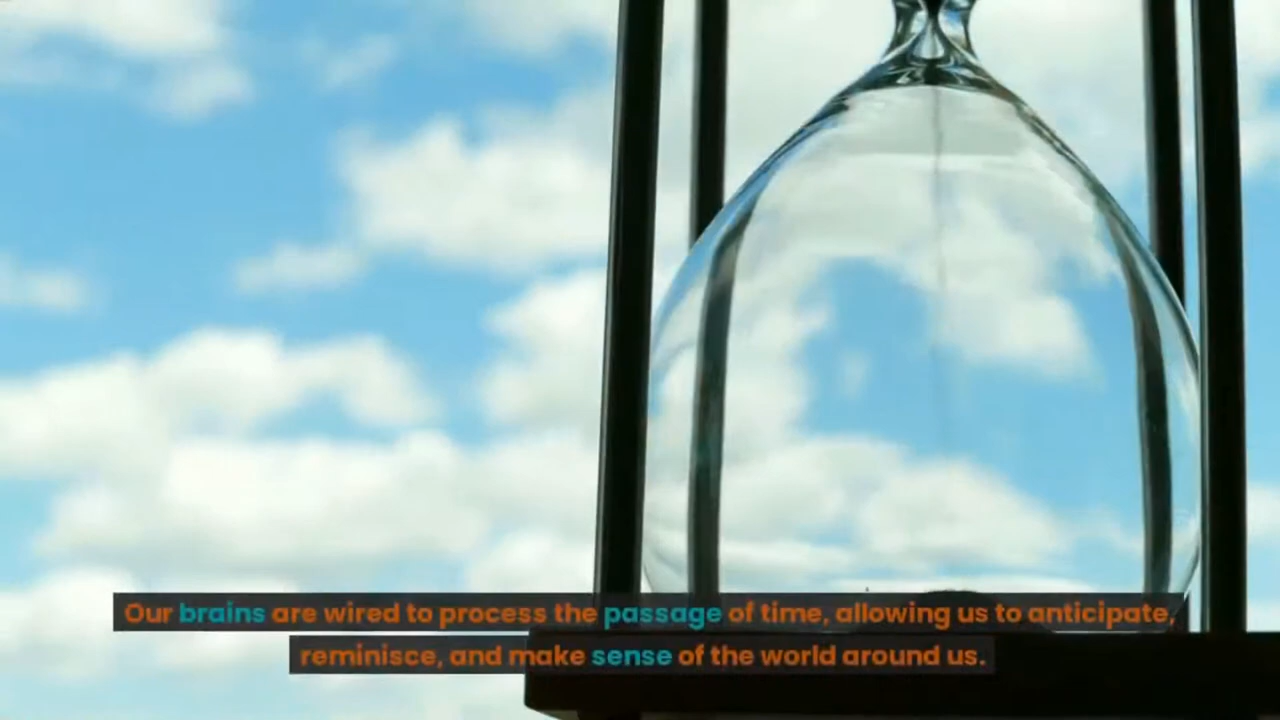 Our brains are wired to process the passage of time, allowing us to anticipate,
reminisce, and make sense of the world around us.